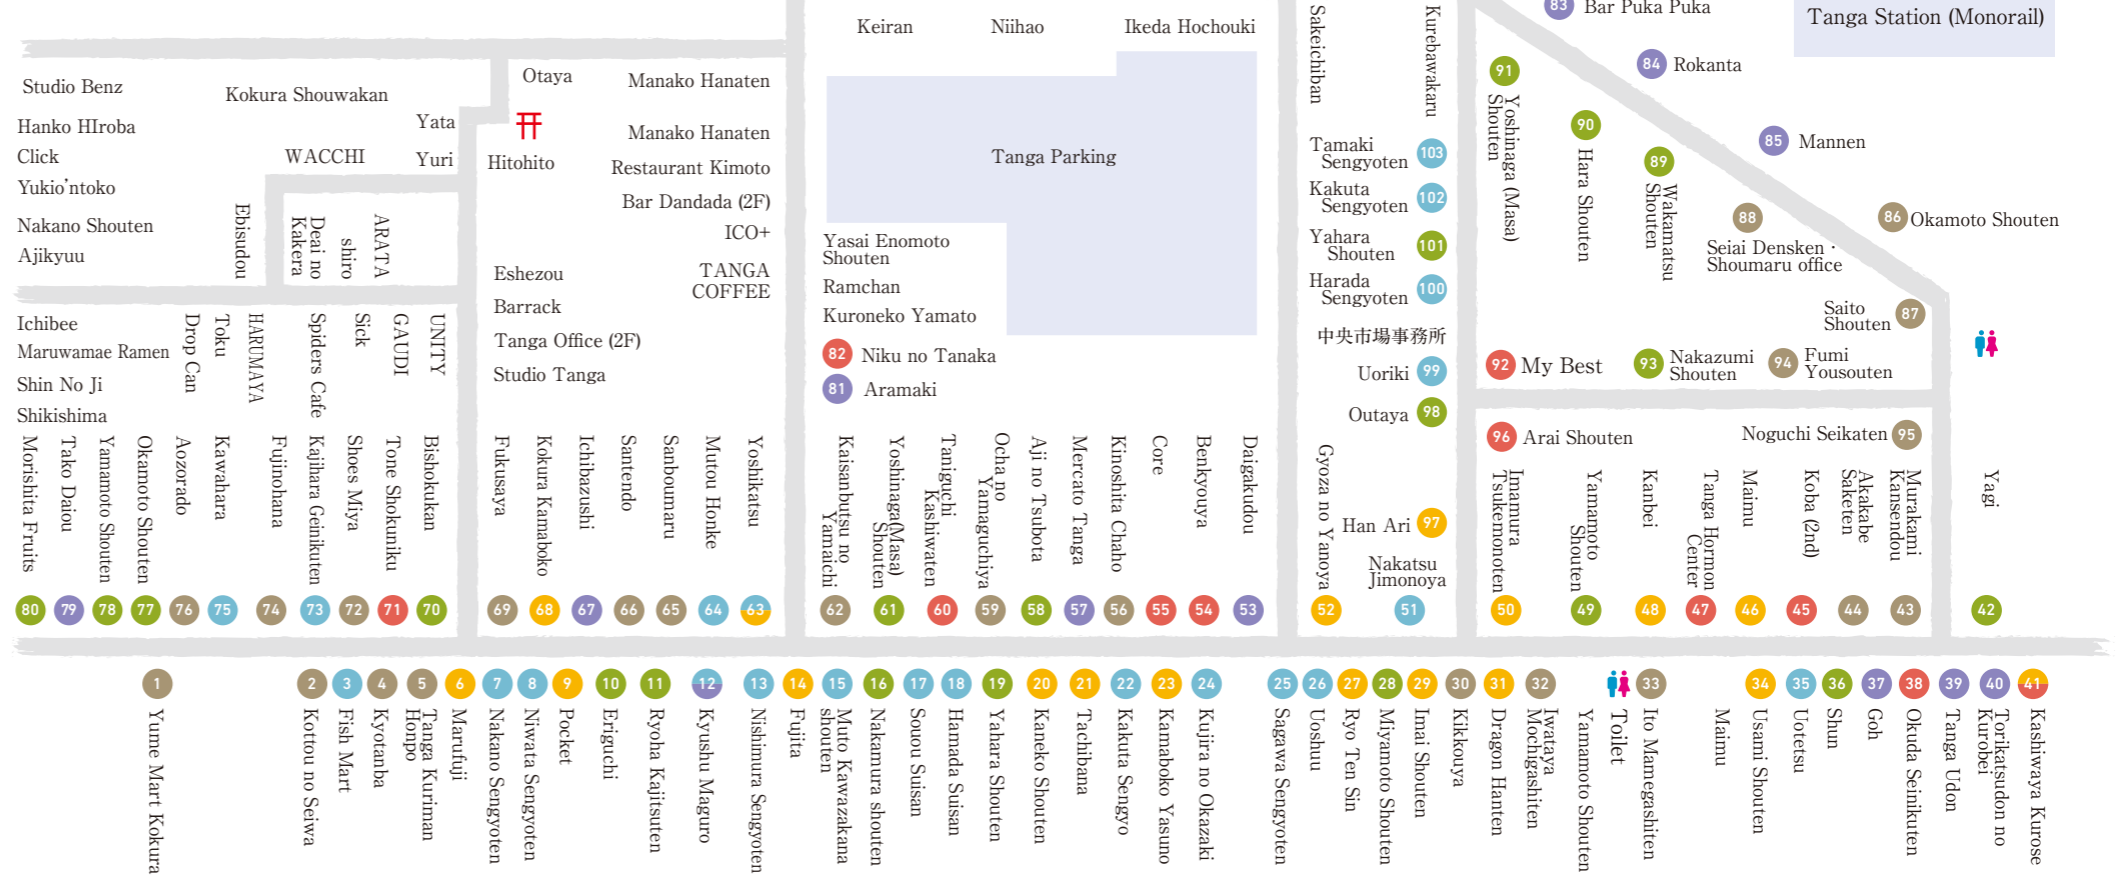 Keiran
Niihao
Ikeda Hochouki
Sakeichiban
Kurebawakaru
83 Bar Puka Puka
Tanga Station (Monorail)
Studio Benz
Kokura Shouwakan
Hanko HIroba
Click
WACCHI
Yukio'ntoko
Nakano Shouten
Ajikyuu
Yata
Yuri
Otaya
Hitohito
Manako Hanaten
Manako Hanaten
Restaurant Kimoto
Bar Dandada (2F)
ICO+
TANGA
COFFEE
Ebisudou
Deai no
Kakera
shiro
ARATA
Eshezou
Barrack
Tanga Office (2F)
Studio Tanga
Tanga Parking
Yasai Enomoto
Shouten
Ramchan
Kuroneko Yamato
82 Niku no Tanaka
81 Aramaki
Tamaki
Sengyoten 103
Kakuta
Sengyoten 102
Yahara
Shouten 101
Harada
Sengyoten 100
中央市場事務所
Uoriki 99
Outaya 98
Han Ari 97
91 Yoshinaga (Masa)
Shouten
90 Hara Shouten
89 Wakamatsu
Shouten
84 Rokanta
85 Mannen
88
Seiai Densken・
Shoumaru office
86 Okamoto Shouten
Saito
Shouten 87
92 My Best
93 Nakazumi
Shouten
94 Fumi
Yousouten
96 Arai Shouten
Noguchi Seikaten 95
Ichibee
Maruwamae Ramen
Shin No Ji
Shikishima
Drop Can
Toku
HARUMAYA
Spiders Cafe
Sick
GAUDI
UNITY
Morishita Fruits 80
Tako Daiou 79
Yamamoto Shouten 78
Okamoto Shouten 77
Aozorado 76
Kawahara 75
Fujinohana 74
Kajihara Geinikuten 73
Shoes Miya 72
Tone Shokuniku 71
Bishokukan 70
Fukusaya 69
Kokura Kamaboko 68
Ichibazushi 67
Santendo 66
Sanboumaru 65
Mutou Honke 64
Yoshikatsu 63
Kaisanbutsu no
Yamaichi 62
Yoshinaga(Masa)
Shouten 61
Taniguchi
Kashiwaten 60
Ocha no
Yamaguchiya 59
Aji no Tsubota 58
Mercato Tanga 57
Kinoshita Chaho 56
Core 55
Benkyouya 54
Daigakudou 53
Gyoza no Yanoya 52
Nakatsu
Jimonoya 51
Imamura
Tsukemonoten 50
Yamamoto
Shouten 49
Kanbei 48
Tanga Hormon
Center 47
Maimu 46
Koba (2nd) 45
Akakabe
Saketen 44
Murakami
Kansendou 43
Yagi 42
1 Yume Mart Kokura
2 Kottou no Seiwa
3 Fish Mart
4 Kyotanba
5 Tanga Kuriman
Honpo
6 Marufuji
7 Nakano Sengyoten
8 Niwata Sengyoten
9 Pocket
10 Eriguchi
11 Ryoha Kajitsuten
12 Kyushu Maguro
13 Nishimura Sengyoten
14 Fujita
15 Muto Kawazakana
shouten
16 Nakamura shouten
17 Souou Suisan
18 Hamada Suisan
19 Yahara Shouten
20 Kaneko Shouten
21 Tachibana
22 Kakuta Sengyo
23 Kamaboko Yasuno
24 Kujira no Okazaki
25 Sagawa Sengyoten
26 Uoshuu
27 Ryo Ten Sin
28 Miyamoto Shouten
29 Imai Shouten
30 Kikkouya
31 Dragon Hanten
32 Iwataya
Mochigashiten
Yamamoto Shouten
Toilet
33 Ito Mamegashiten
Maimu
34 Usami Shouten
35 Uotetsu
36 Shun
37 Goh
38 Okuda Seinikuten
39 Tanga Udon
40 Torikatsudon no
Kurobei
41 Kashiwaya Kurose